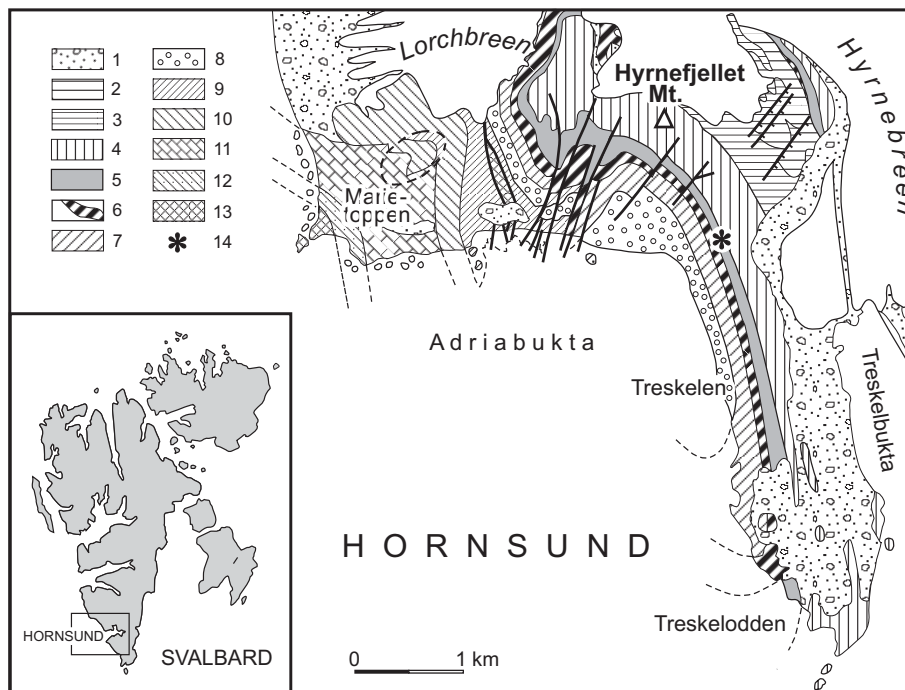 1
2
3
4
5
6
7
8
9
10
11
12
13
14
Lorchbreen
Hyrnefjellet
Mt.
Hyrnebreen
Marie-
toppen
Adriabukta
Treskelen
Treskelbukta
HORNSUND
Treskelodden
0 1 km
HORNSUND
SVALBARD